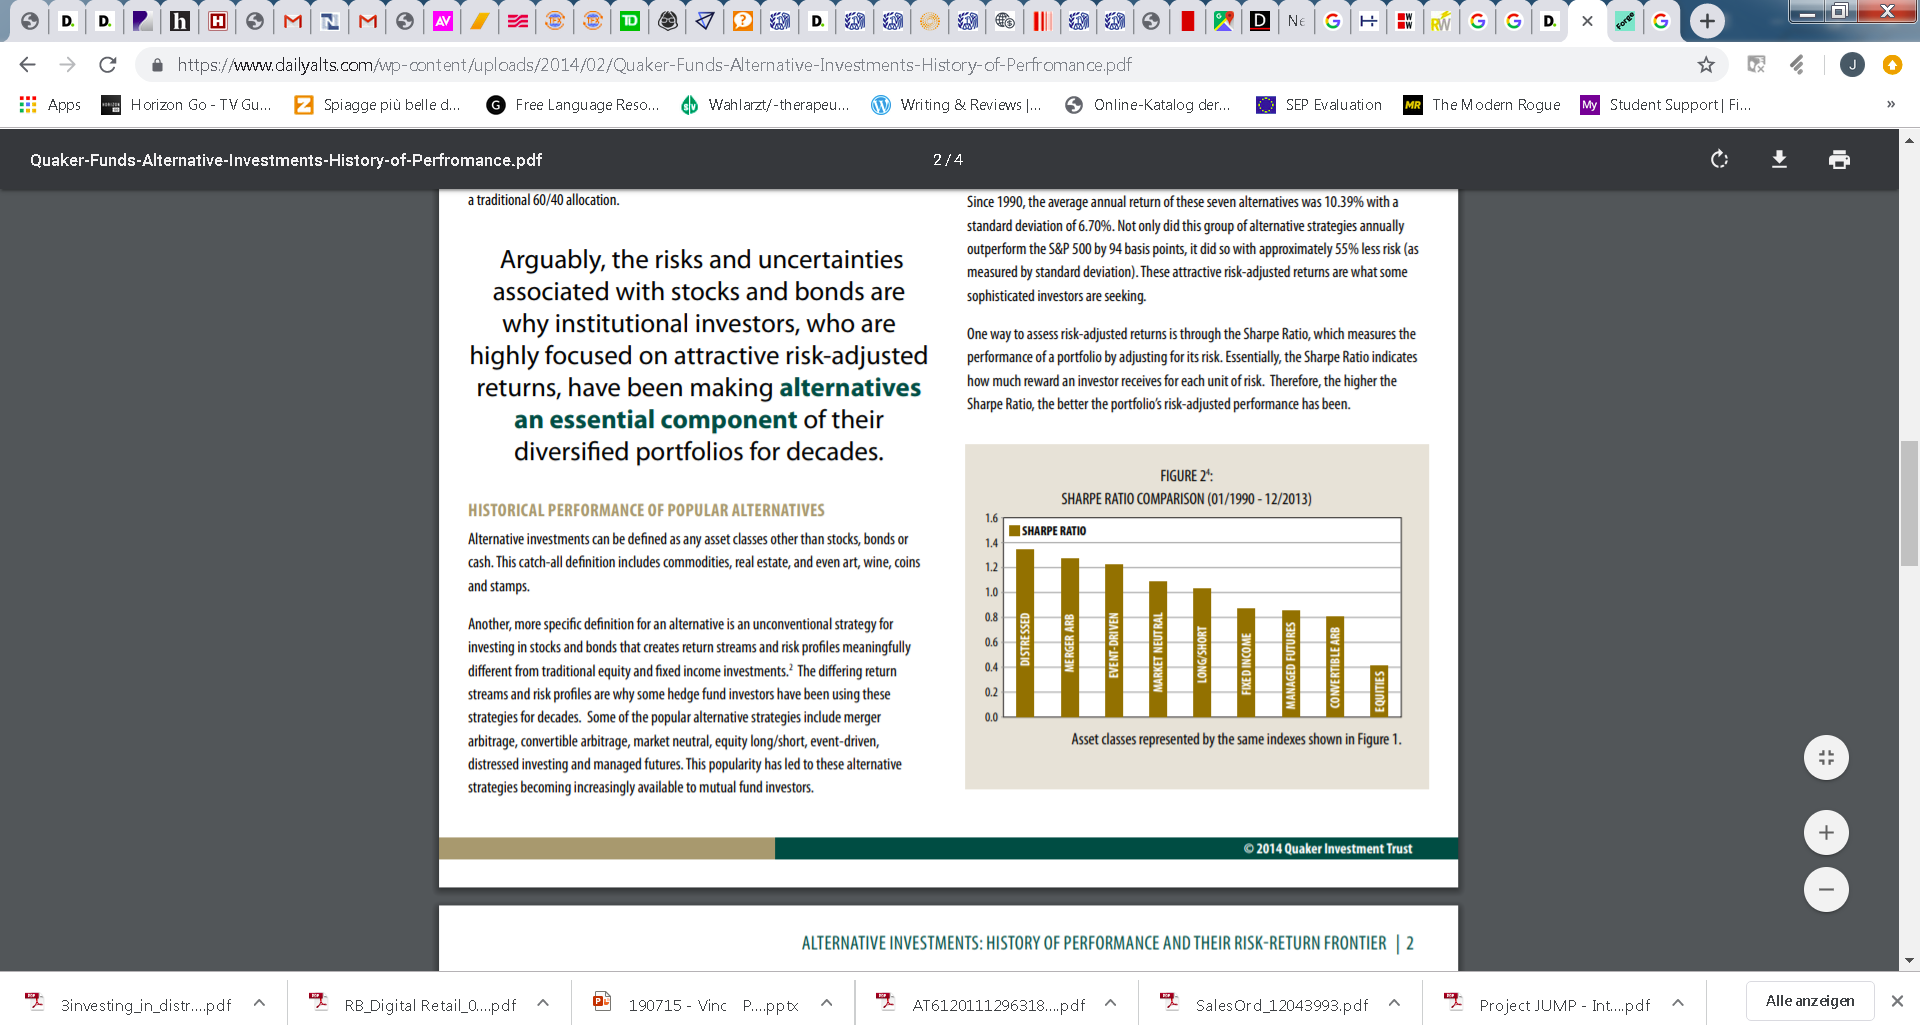 https://www.dailyalts.com/wp-content/uploads/2014/02/Quaker-Funds-Alternative-Investments-History-of-Perfromance.pdf
J
Apps
Horizon Go - TV Gu...
Spiagge più belle d...
Free Language Reso...
Wahlarzt/-therapeu...
Writing & Reviews |...
Online-Katalog der...
SEP Evaluation
The Modern Rogue
Student Support | Fi...
»
Quaker-Funds-Alternative-Investments-History-of-Perfromance.pdf
2 / 4
a traditional 60/40 allocation.
Arguably, the risks and uncertainties
associated with stocks and bonds are
why institutional investors, who are
highly focused on attractive risk-adjusted
returns, have been making alternatives
an essential component of their
diversified portfolios for decades.
HISTORICAL PERFORMANCE OF POPULAR ALTERNATIVES
Alternative investments can be defined as any asset classes other than stocks, bonds or
cash. This catch-all definition includes commodities, real estate, and even art, wine, coins
and stamps.
Another, more specific definition for an alternative is an unconventional strategy for
investing in stocks and bonds that creates return streams and risk profiles meaningfully
different from traditional equity and fixed income investments.² The differing return
streams and risk profiles are why some hedge fund investors have been using these
strategies for decades. Some of the popular alternative strategies include merger
arbitrage, convertible arbitrage, market neutral, equity long/short, event-driven,
distressed investing and managed futures. This popularity has led to these alternative
strategies becoming increasingly available to mutual fund investors.
Since 1990, the average annual return of these seven alternatives was 10.39% with a
standard deviation of 6.70%. Not only did this group of alternative strategies annually
outperform the S&P 500 by 94 basis points, it did so with approximately 55% less risk (as
measured by standard deviation). These attractive risk-adjusted returns are what some
sophisticated investors are seeking.
One way to assess risk-adjusted returns is through the Sharpe Ratio, which measures the
performance of a portfolio by adjusting for its risk. Essentially, the Sharpe Ratio indicates
how much reward an investor receives for each unit of risk. Therefore, the higher the
Sharpe Ratio, the better the portfolio's risk-adjusted performance has been.
FIGURE 2⁴:
SHARPE RATIO COMPARISON (01/1990 - 12/2013)
SHARPE RATIO
1.6
1.4
1.2
1.0
0.8
0.6
0.4
0.2
0.0
DISTRESSED
MERGER ARB
EVENT-DRIVEN
MARKET NEUTRAL
LONG/SHORT
FIXED INCOME
MANAGED FUTURES
CONVERTIBLE ARB
EQUITIES
Asset classes represented by the same indexes shown in Figure 1.
© 2014 Quaker Investment Trust
ALTERNATIVE INVESTMENTS: HISTORY OF PERFORMANCE AND THEIR RISK-RETURN FRONTIER | 2
3investing_in_distr....pdf
RB_Digital Retail_0....pdf
190715 - Vinc P....pptx
AT6120111296318....pdf
SalesOrd_12043993.pdf
Project JUMP - Int....pdf
Alle anzeigen